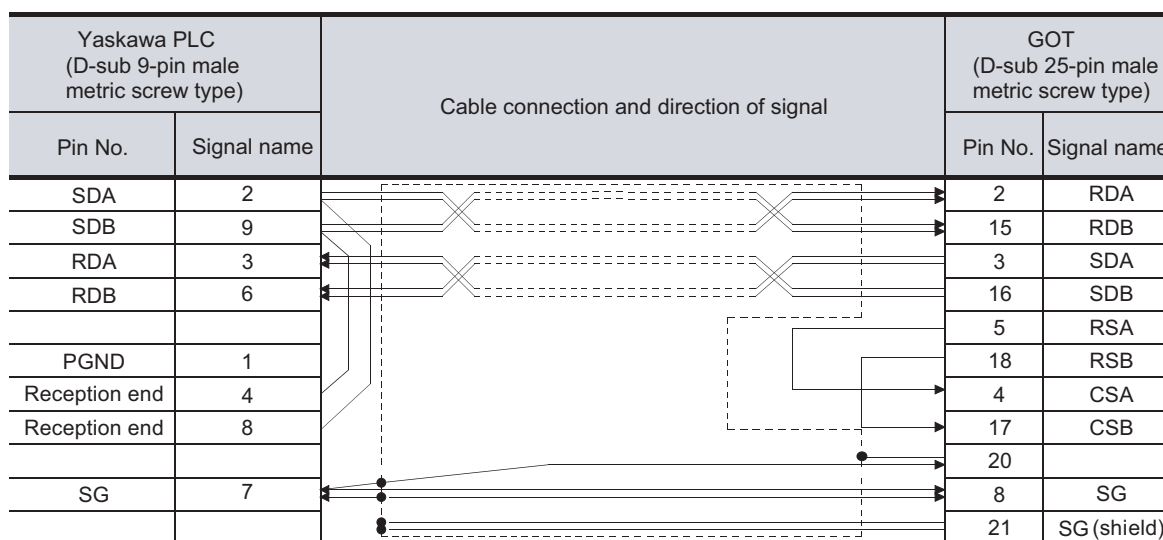 Yaskawa PLC
(D-sub 9-pin male
metric screw type)
Cable connection and direction of signal
GOT
(D-sub 25-pin male
metric screw type)
Pin No. Signal name
Pin No. Signal name
SDA 2 2 RDA
SDB 9 15 RDB
RDA 3 3 SDA
RDB 6 16 SDB
5 RSA
PGND 1 18 RSB
Reception end 4 4 CSA
Reception end 8 17 CSB
20
SG 7 8 SG
21 SG (shield)